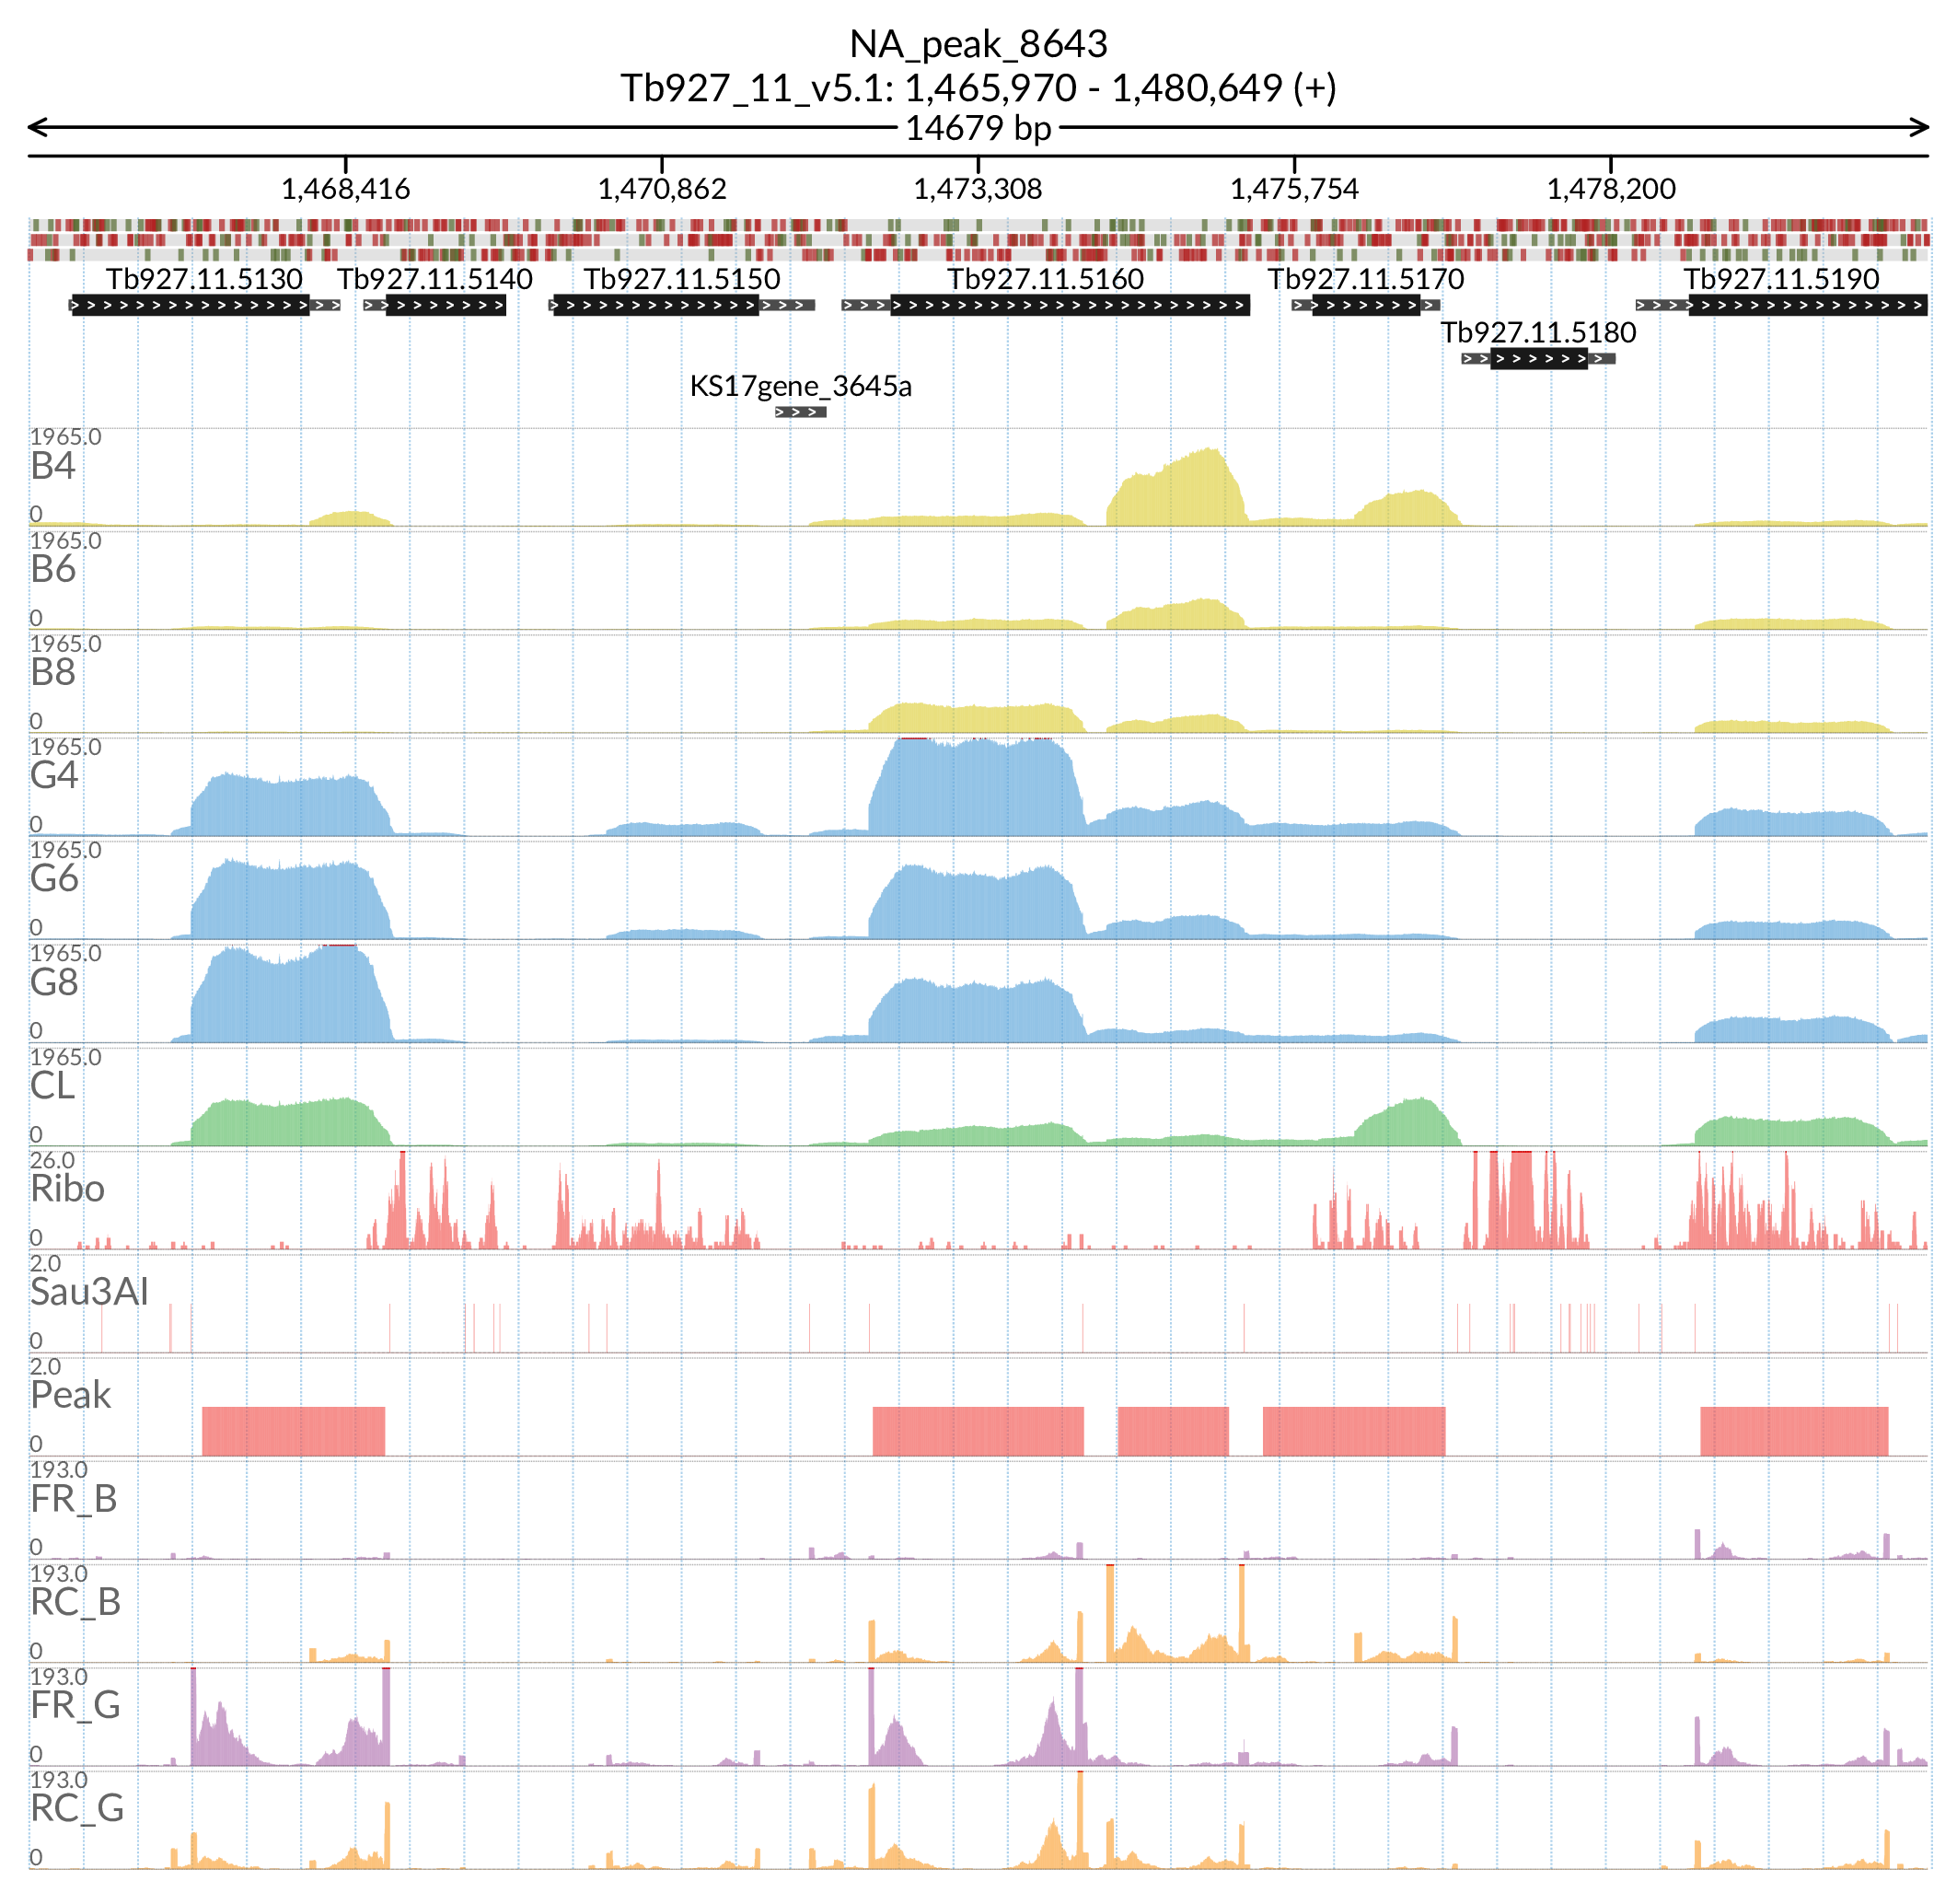 NA_peak_8643
Tb927_11_v5.1: 1,465,970 - 1,480,649 (+)
14679 bp
1,468,416 1,470,862 1,473,308 1,475,754 1,478,200
Tb927.11.5130 Tb927.11.5140 Tb927.11.5150 Tb927.11.5160 Tb927.11.5170 Tb927.11.5190
Tb927.11.5180
KS17gene_3645a
1965.0
B4
0
1965.0
B6
0
1965.0
B8
0
1965.0
G4
0
1965.0
G6
0
1965.0
G8
0
1965.0
CL
0
26.0
Ribo
0
2.0
Sau3AI
0
2.0
Peak
0
193.0
FR_B
0
193.0
RC_B
0
193.0
FR_G
0
193.0
RC_G
0